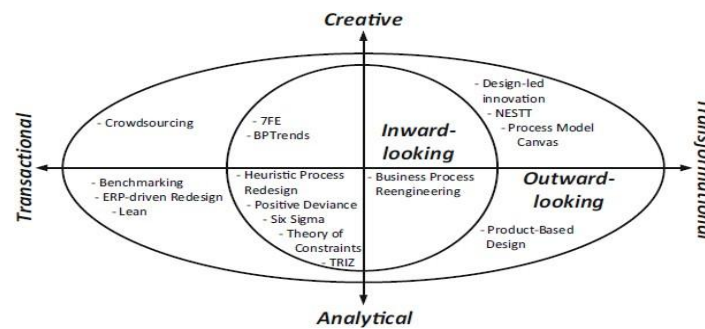 Creative
Transactional
Transformational
- Crowdsourcing
- 7FE
- BPTrends
Inward-
looking
- Design-led
innovation
- NESTT
- Process Model
Canvas
- Benchmarking
- ERP-driven Redesign
- Lean
- Heuristic Process
Redesign
- Positive Deviance
- Six Sigma
- Theory of
Constraints
- TRIZ
- Business Process
Reengineering
Outward-
looking
- Product-Based
Design
Analytical